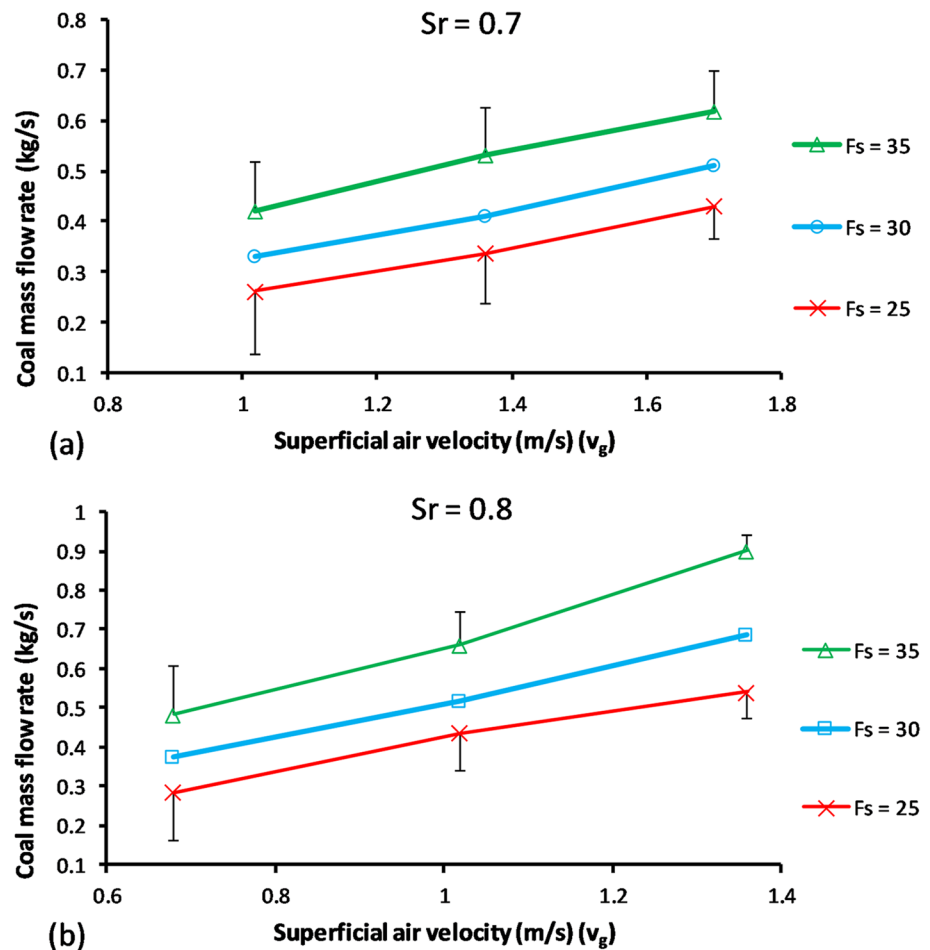 Sr = 0.7
Coal mass flow rate (kg/s)
0.8
0.7
0.6
0.5
0.4
0.3
0.2
0.1
0.8 1 1.2 1.4 1.6 1.8
Superficial air velocity (m/s) (vg)
Fs = 35
Fs = 30
Fs = 25
(a)
Sr = 0.8
Coal mass flow rate (kg/s)
1
0.9
0.8
0.7
0.6
0.5
0.4
0.3
0.2
0.1
0.6 0.8 1 1.2 1.4
Superficial air velocity (m/s) (vg)
Fs = 35
Fs = 30
Fs = 25
(b)